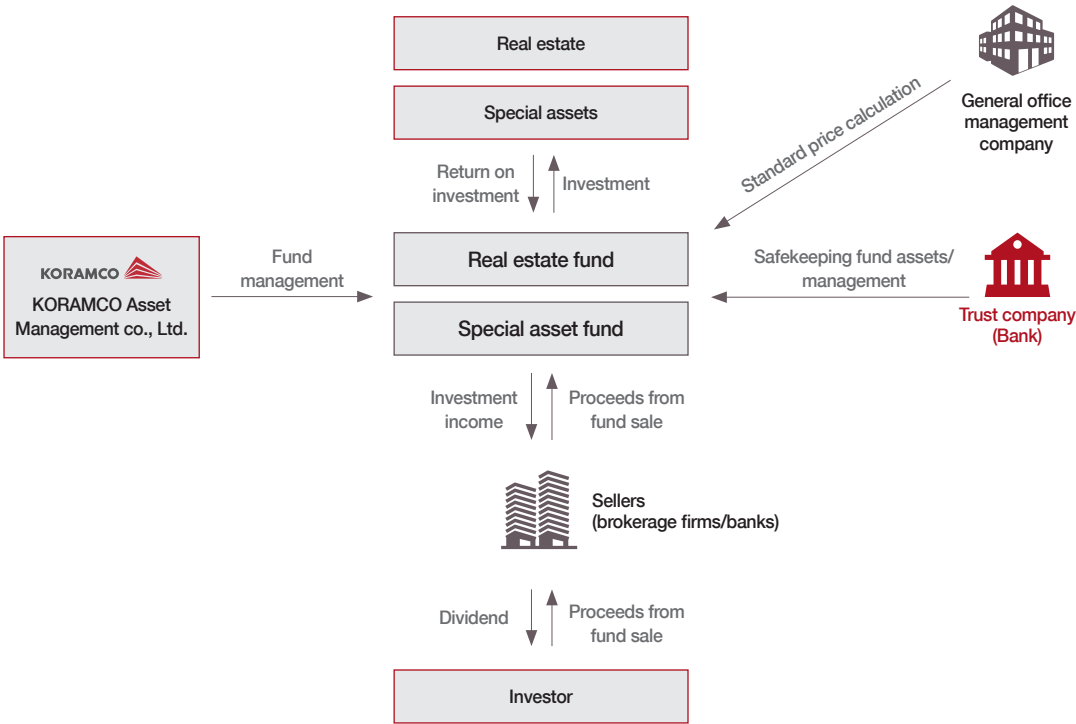 Real estate
Special assets
General office
management
company
Standard price calculation
Return on
investment
Investment
KORAMCO
KORAMCO Asset
Management co., Ltd.
Fund
management
Real estate fund
Special asset fund
Safekeeping fund assets/
management
Trust company
(Bank)
Investment
income
Proceeds from
fund sale
Sellers
(brokerage firms/banks)
Dividend
Proceeds from
fund sale
Investor